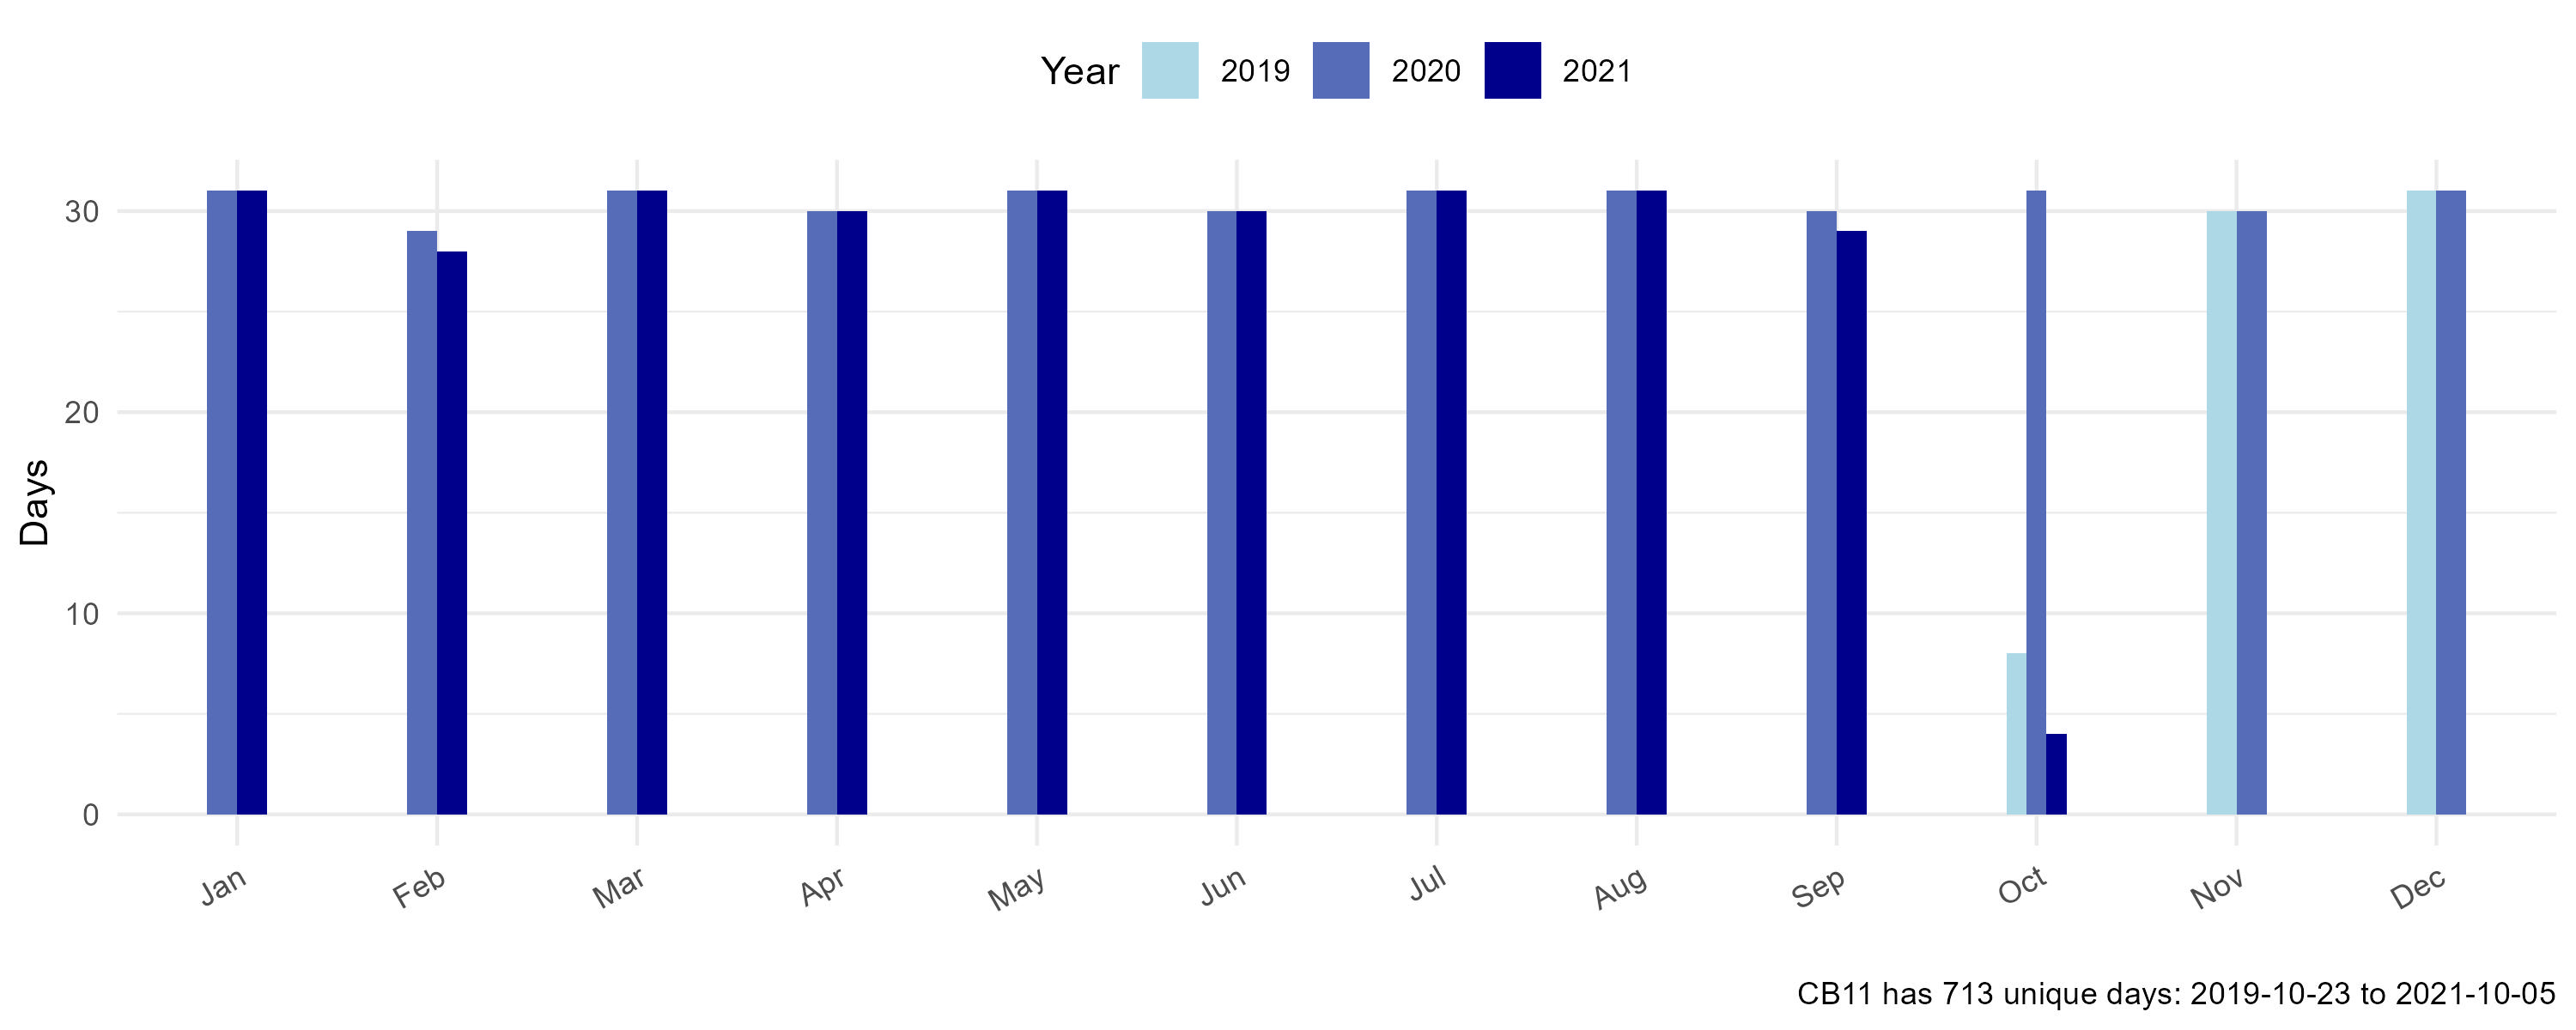 Year 2019 2020 2021
30
20
10
0
Days
Jan Feb Mar Apr May Jun Jul Aug Sep Oct Nov Dec
CB11 has 713 unique days: 2019-10-23 to 2021-10-05